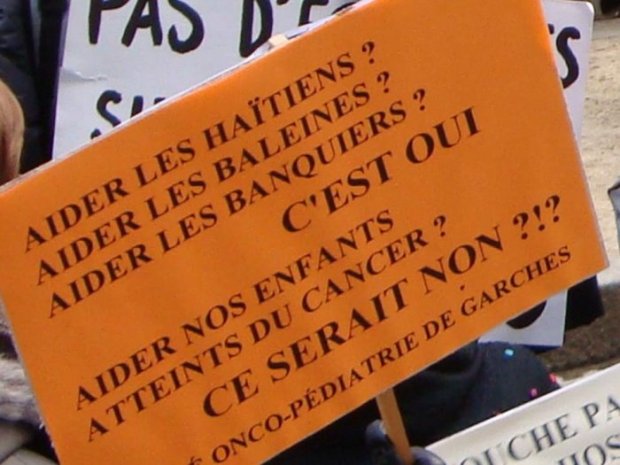 PAS D'
AIDER LES HAÏTIENS ?
AIDER LES BALEINES ?
AIDER LES BANQUIERS ?
C'EST OUI
AIDER NOS ENFANTS
ATTEINTS DU CANCER ?
CE SERAIT NON ?!?
ONCO-PÉDIATRIE DE GARCHES